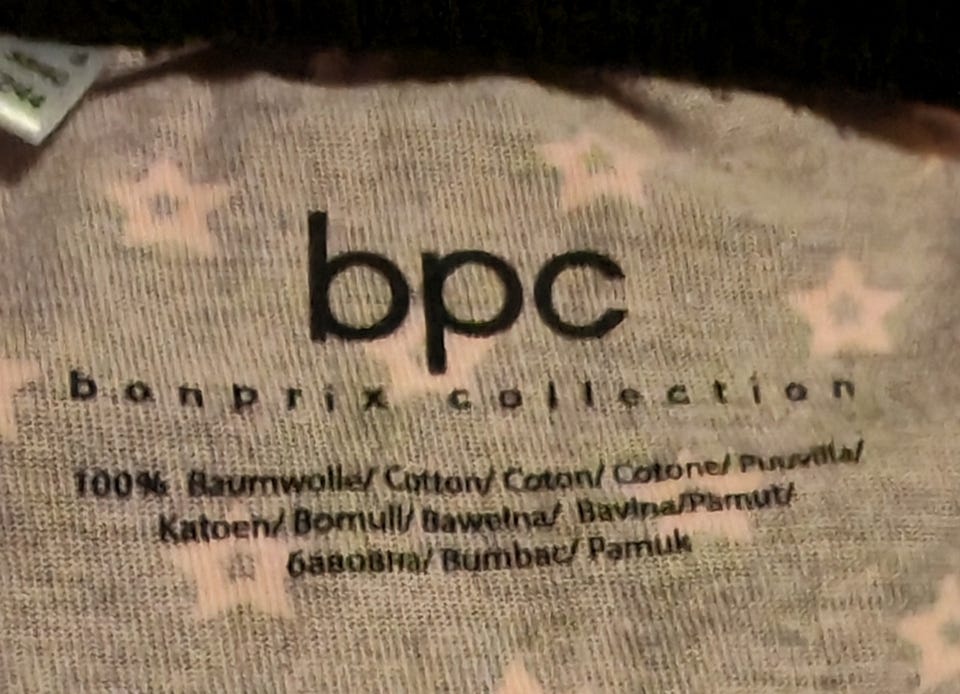 bpc
bonprix collection
100% Baumwolle/ Cotton/ Coton/ Cotone/ Puuvilla/
Katoen/ Bomull/ Bawełna/ Bavlna/Pamut/
бавовна/ Bumbac/ Pamuk